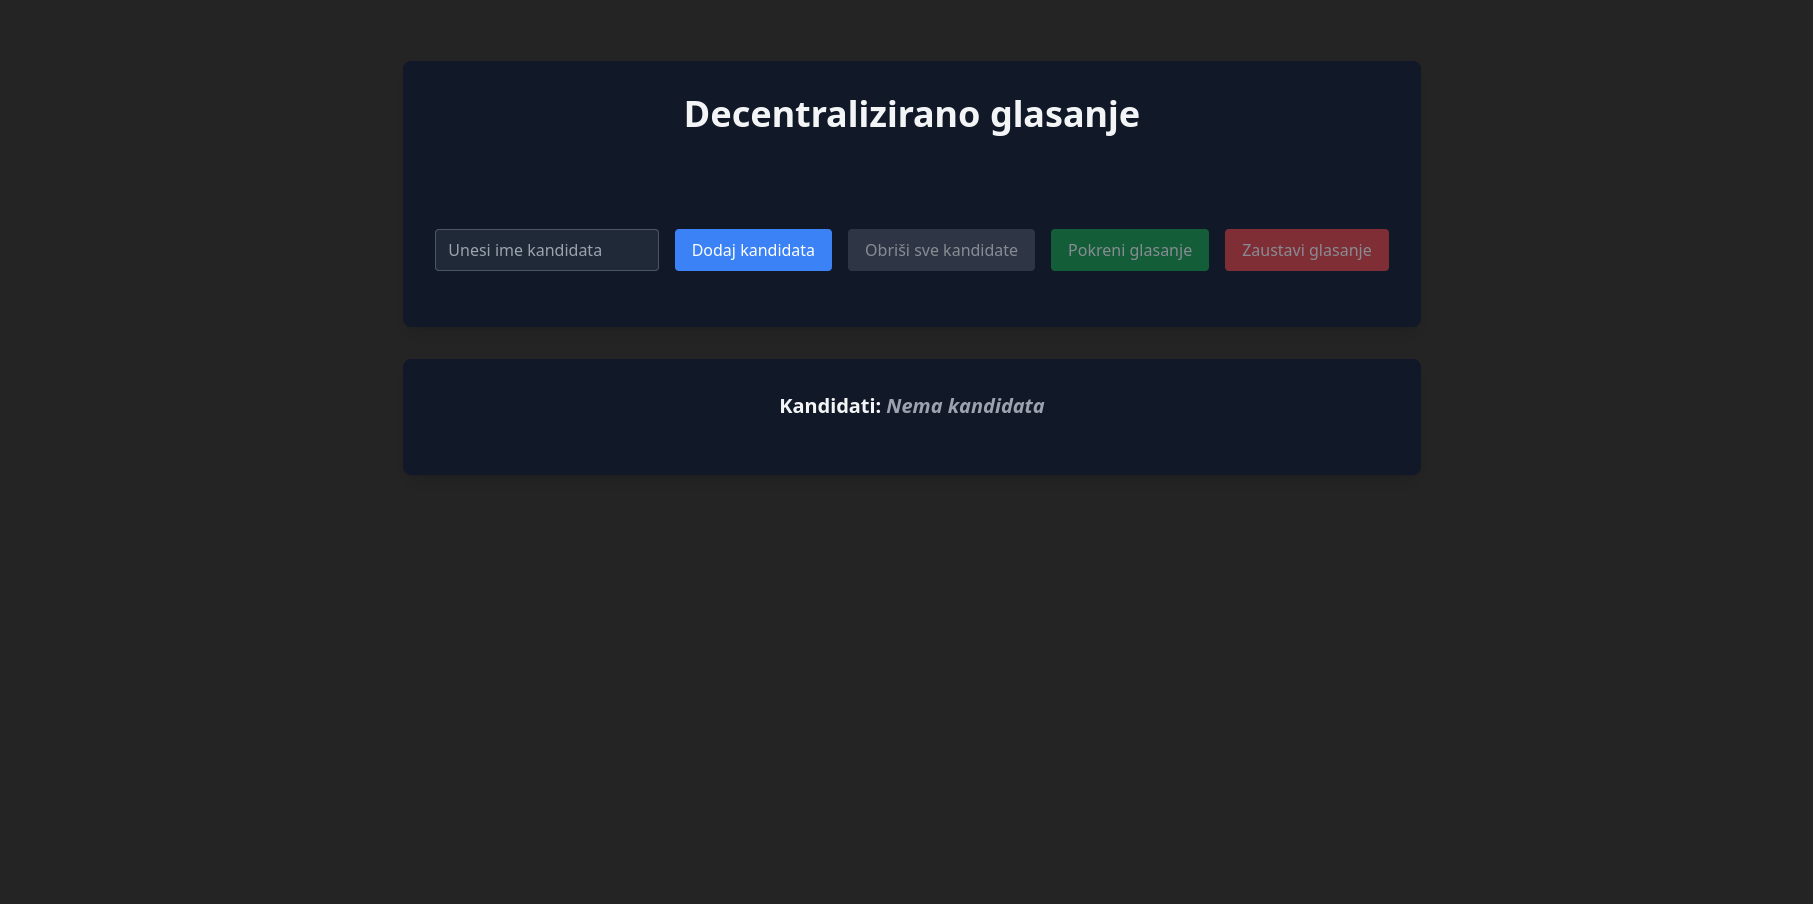 Decentralizirano glasanje
Unesi ime kandidata
Dodaj kandidata
Obriši sve kandidate
Pokreni glasanje
Zaustavi glasanje
Kandidati: Nema kandidata